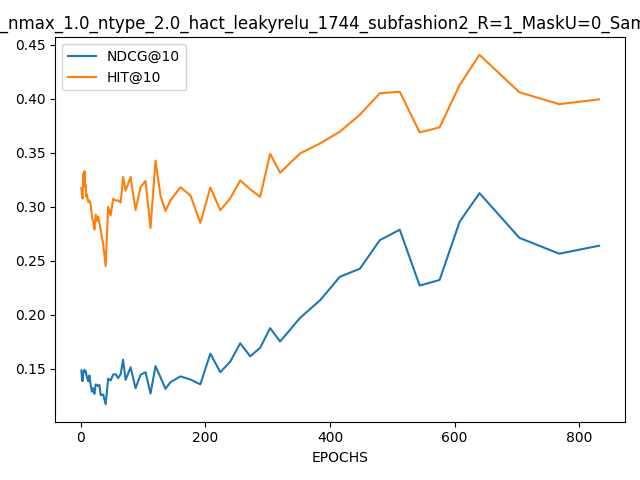 _nmax_1.0_ntype_2.0_hact_leakyrelu_1744_subfashion2_R=1_MaskU=0_Sam
NDCG@10
HIT@10
0.45
0.40
0.35
0.30
0.25
0.20
0.15
0 200 400 600 800
EPOCHS